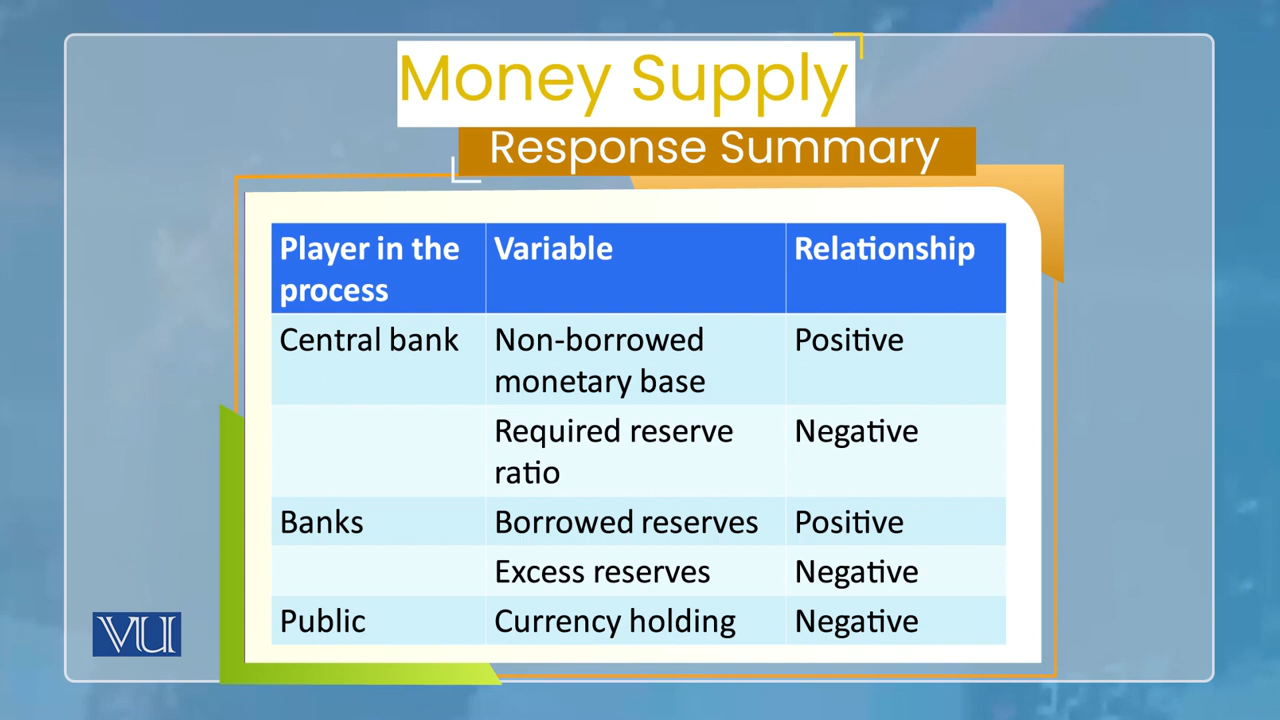 Money Supply
Response Summary
Player in the process Variable Relationship
Central bank Non-borrowed monetary base Positive
Required reserve ratio Negative
Banks Borrowed reserves Positive
Excess reserves Negative
Public Currency holding Negative
VU